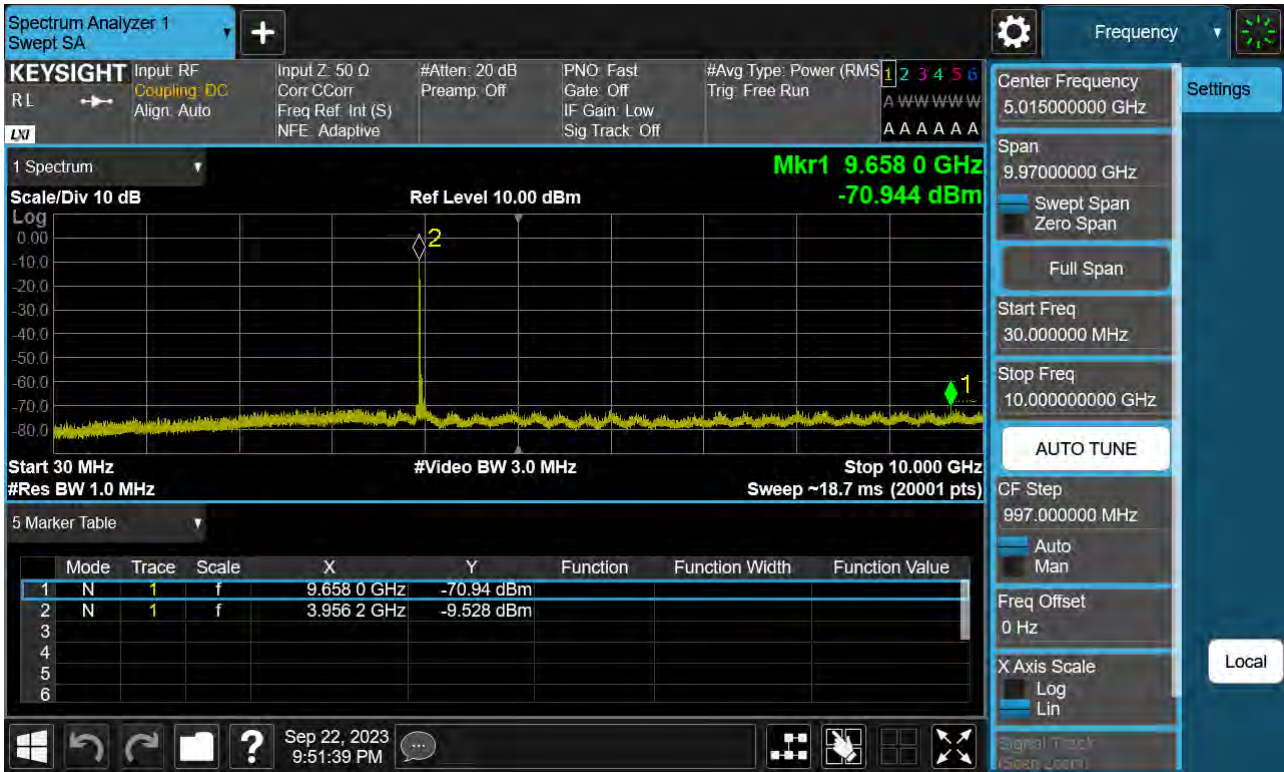 Spectrum Analyzer 1
Swept SA
Frequency
KEYSIGHT
RL
LXI
Input: RF
Coupling: DC
Align: Auto
Input Z: 50 Ω
Corr CCorr
Freq Ref: Int (S)
NFE: Adaptive
#Atten: 20 dB
Preamp: Off
PNO: Fast
Gate: Off
IF Gain: Low
Sig Track: Off
#Avg Type: Power (RMS
Trig: Free Run
1 2 3 4 5 6
A W W W W W
A A A A A A
1 Spectrum
Mkr1 9.658 0 GHz
-70.944 dBm
Scale/Div 10 dB
Ref Level 10.00 dBm
Log
0.00
-10.0
-20.0
-30.0
-40.0
-50.0
-60.0
-70.0
-80.0
2
1
Start 30 MHz
#Video BW 3.0 MHz
Stop 10.000 GHz
#Res BW 1.0 MHz
Sweep ~18.7 ms (20001 pts)
5 Marker Table
Mode Trace Scale X Y Function Function Width Function Value
1 N 1 f 9.658 0 GHz -70.94 dBm
2 N 1 f 3.956 2 GHz -9.528 dBm
3
4
5
6
Center Frequency
5.015000000 GHz
Span
9.97000000 GHz
Swept Span
Zero Span
Full Span
Start Freq
30.000000 MHz
Stop Freq
10.000000000 GHz
AUTO TUNE
CF Step
997.000000 MHz
Auto
Man
Freq Offset
0 Hz
X Axis Scale
Log
Lin
Signal Track
(Span Zoom)
Settings
Local
?
Sep 22, 2023
9:51:39 PM